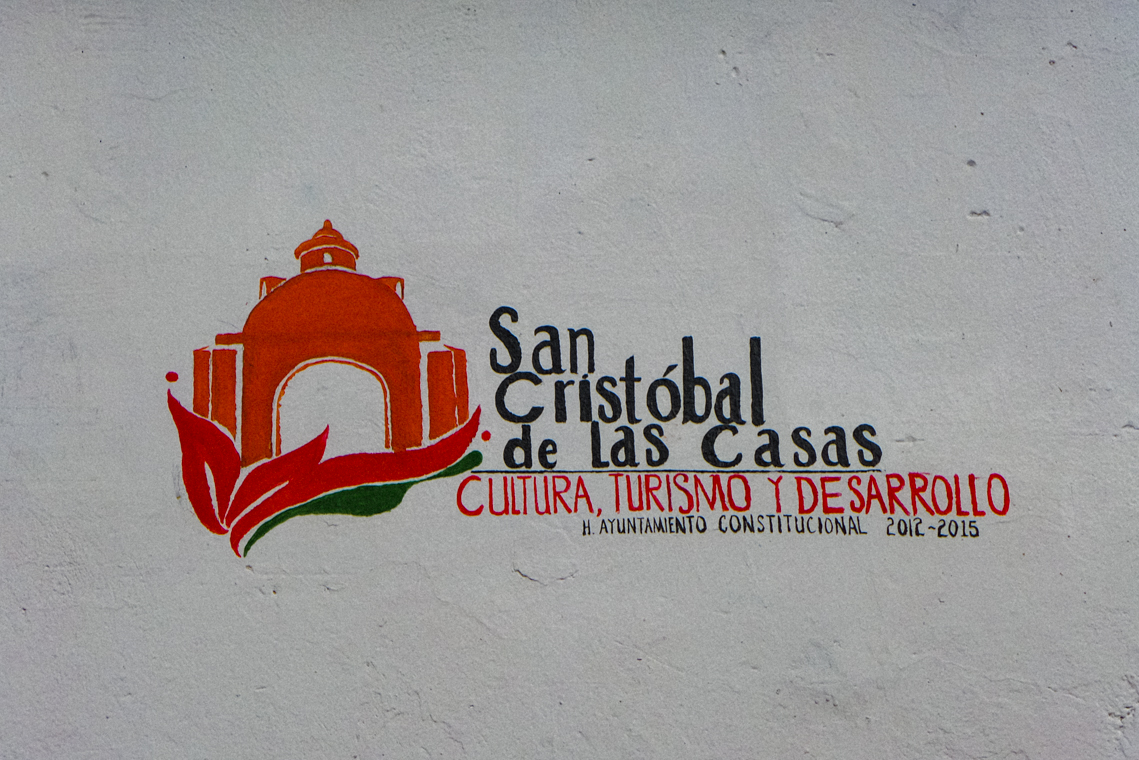 San
Cristóbal
de las Casas
CULTURA, TURISMO Y DESARROLLO
H. AYUNTAMIENTO CONSTITUCIONAL 2012~2015